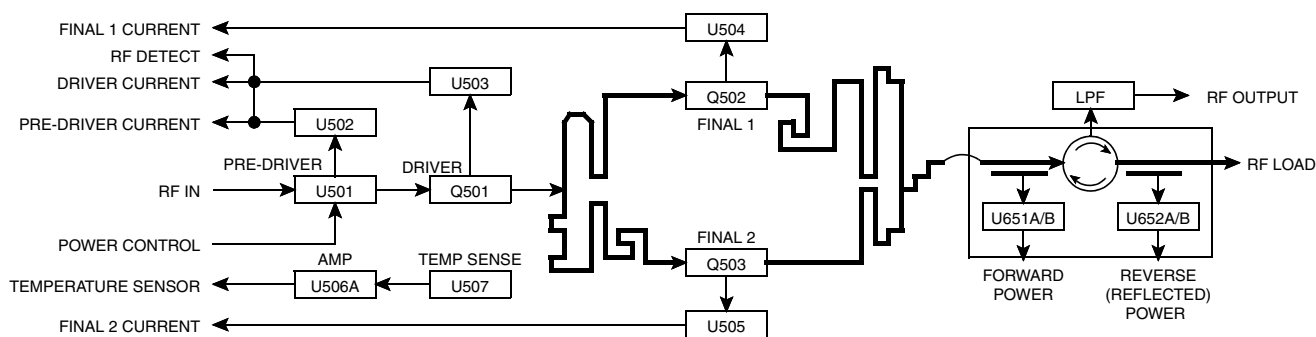 FINAL 1 CURRENT
U504
RF DETECT
DRIVER CURRENT
U503
Q502
FINAL 1
LPF
RF OUTPUT
PRE-DRIVER CURRENT
U502
PRE-DRIVER
DRIVER
RF IN
U501
Q501
RF LOAD
U651A/B
U652A/B
POWER CONTROL
FINAL 2
Q503
AMP
TEMP SENSE
TEMPERATURE SENSOR
U506A
U507
FORWARD
POWER
REVERSE
(REFLECTED)
POWER
FINAL 2 CURRENT
U505